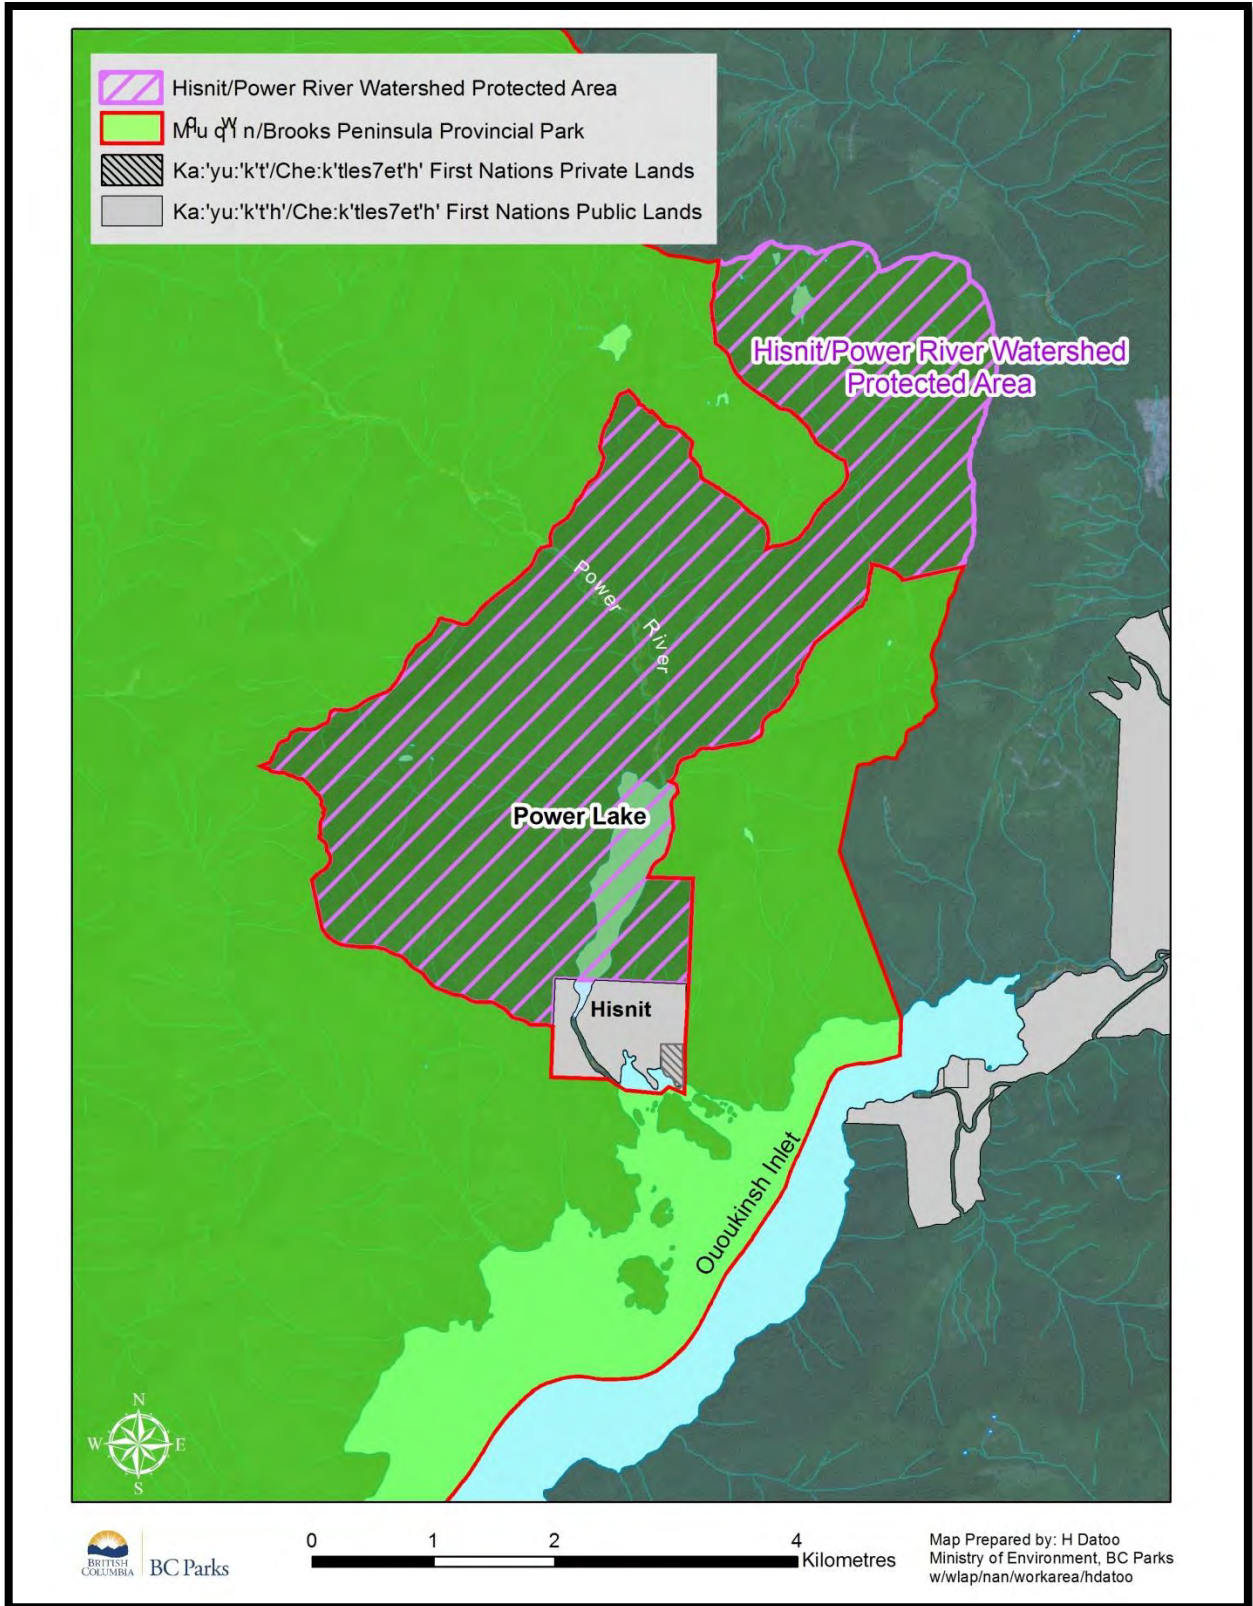 Hisnit/Power River Watershed Protected Area
Brooks Peninsula Provincial Park
Ka:'yu:'k't'/Che:k'tles7et'h' First Nations Private Lands
Ka:'yu:'k't'h'/Che:k'tles7et'h' First Nations Public Lands
Hisnit/Power River Watershed
Protected Area
Power River
Power Lake
Hisnit
Ououkinsh Inlet
N
W E
S
0 1 2 4
Kilometres
BRITISH
COLUMBIA
BC Parks
Map Prepared by: H Datoo
Ministry of Environment, BC Parks
w/wlap/nan/workarea/hdatoo